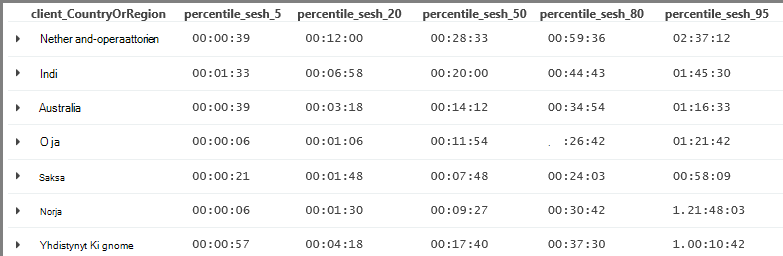 client_CountryOrRegion percentile_sesh_5 percentile_sesh_20 percentile_sesh_50 percentile_sesh_80 percentile_sesh_95
Nether and-operaattorien 00:00:39 00:12:00 00:28:33 00:59:36 02:37:12
Indi 00:01:33 00:06:58 00:20:00 00:44:43 01:45:30
Australia 00:00:39 00:03:18 00:14:12 00:34:54 01:16:33
O ja 00:00:06 00:01:06 00:11:54 . :26:42 01:21:42
Saksa 00:00:21 00:01:48 00:07:48 00:24:03 00:58:09
Norja 00:00:06 00:01:30 00:09:27 00:30:42 1.21:48:03
Yhdistynyt Ki gnome 00:00:57 00:04:18 00:17:40 00:37:30 1.00:10:42